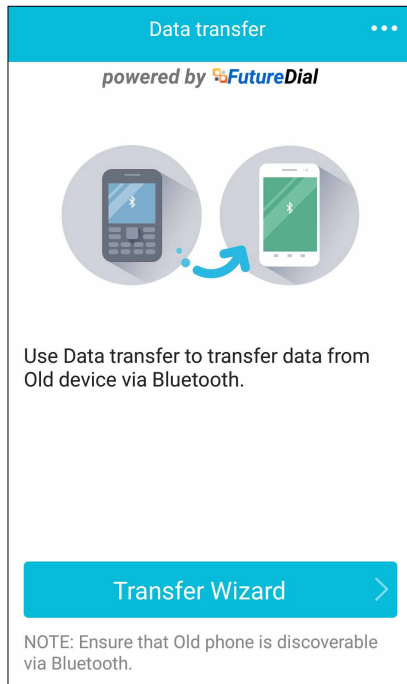 Data transfer
powered by FutureDial
Use Data transfer to transfer data from
Old device via Bluetooth.
Transfer Wizard
NOTE: Ensure that Old phone is discoverable
via Bluetooth.